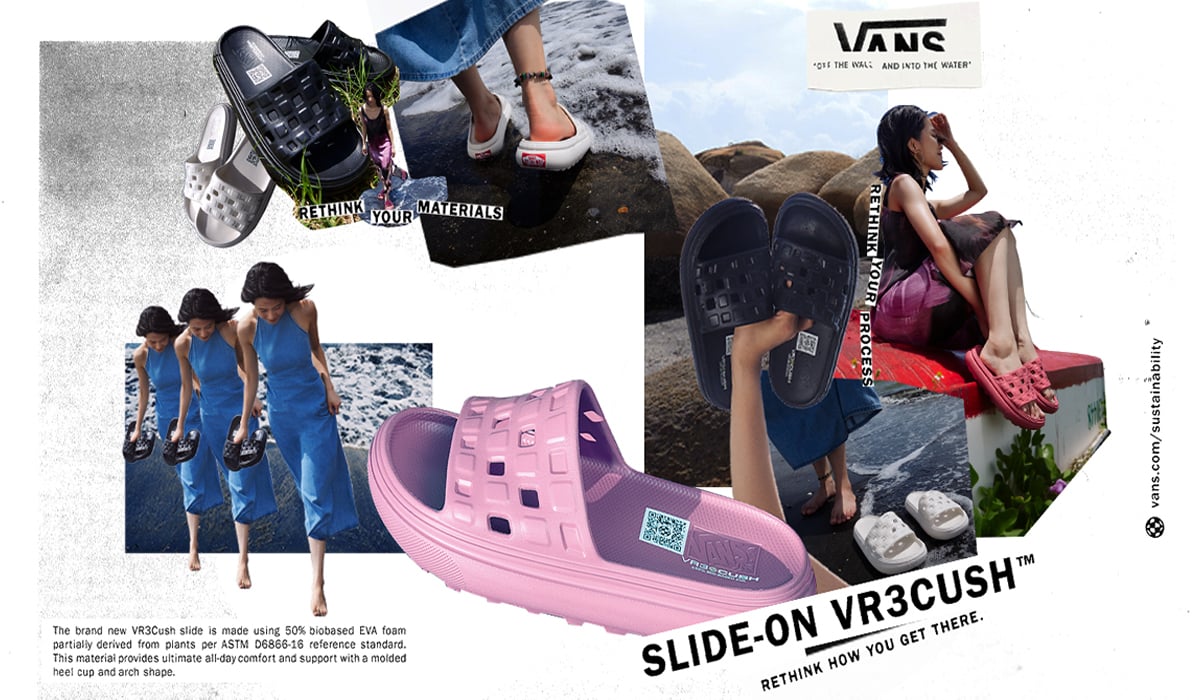 VANS
"OFF THE WALL AND INTO THE WATER"
RETHINK YOUR MATERIALS
RETHINK YOUR PROCESS
VANS
VR3CUSH
SLIDE-ON VR3CUSH™
RETHINK HOW YOU GET THERE.
The brand new VR3Cush slide is made using 50% biobased EVA foam
partially derived from plants per ASTM D6866-16 reference standard.
This material provides ultimate all-day comfort and support with a molded
heel cup and arch shape.
vans.com/sustainability